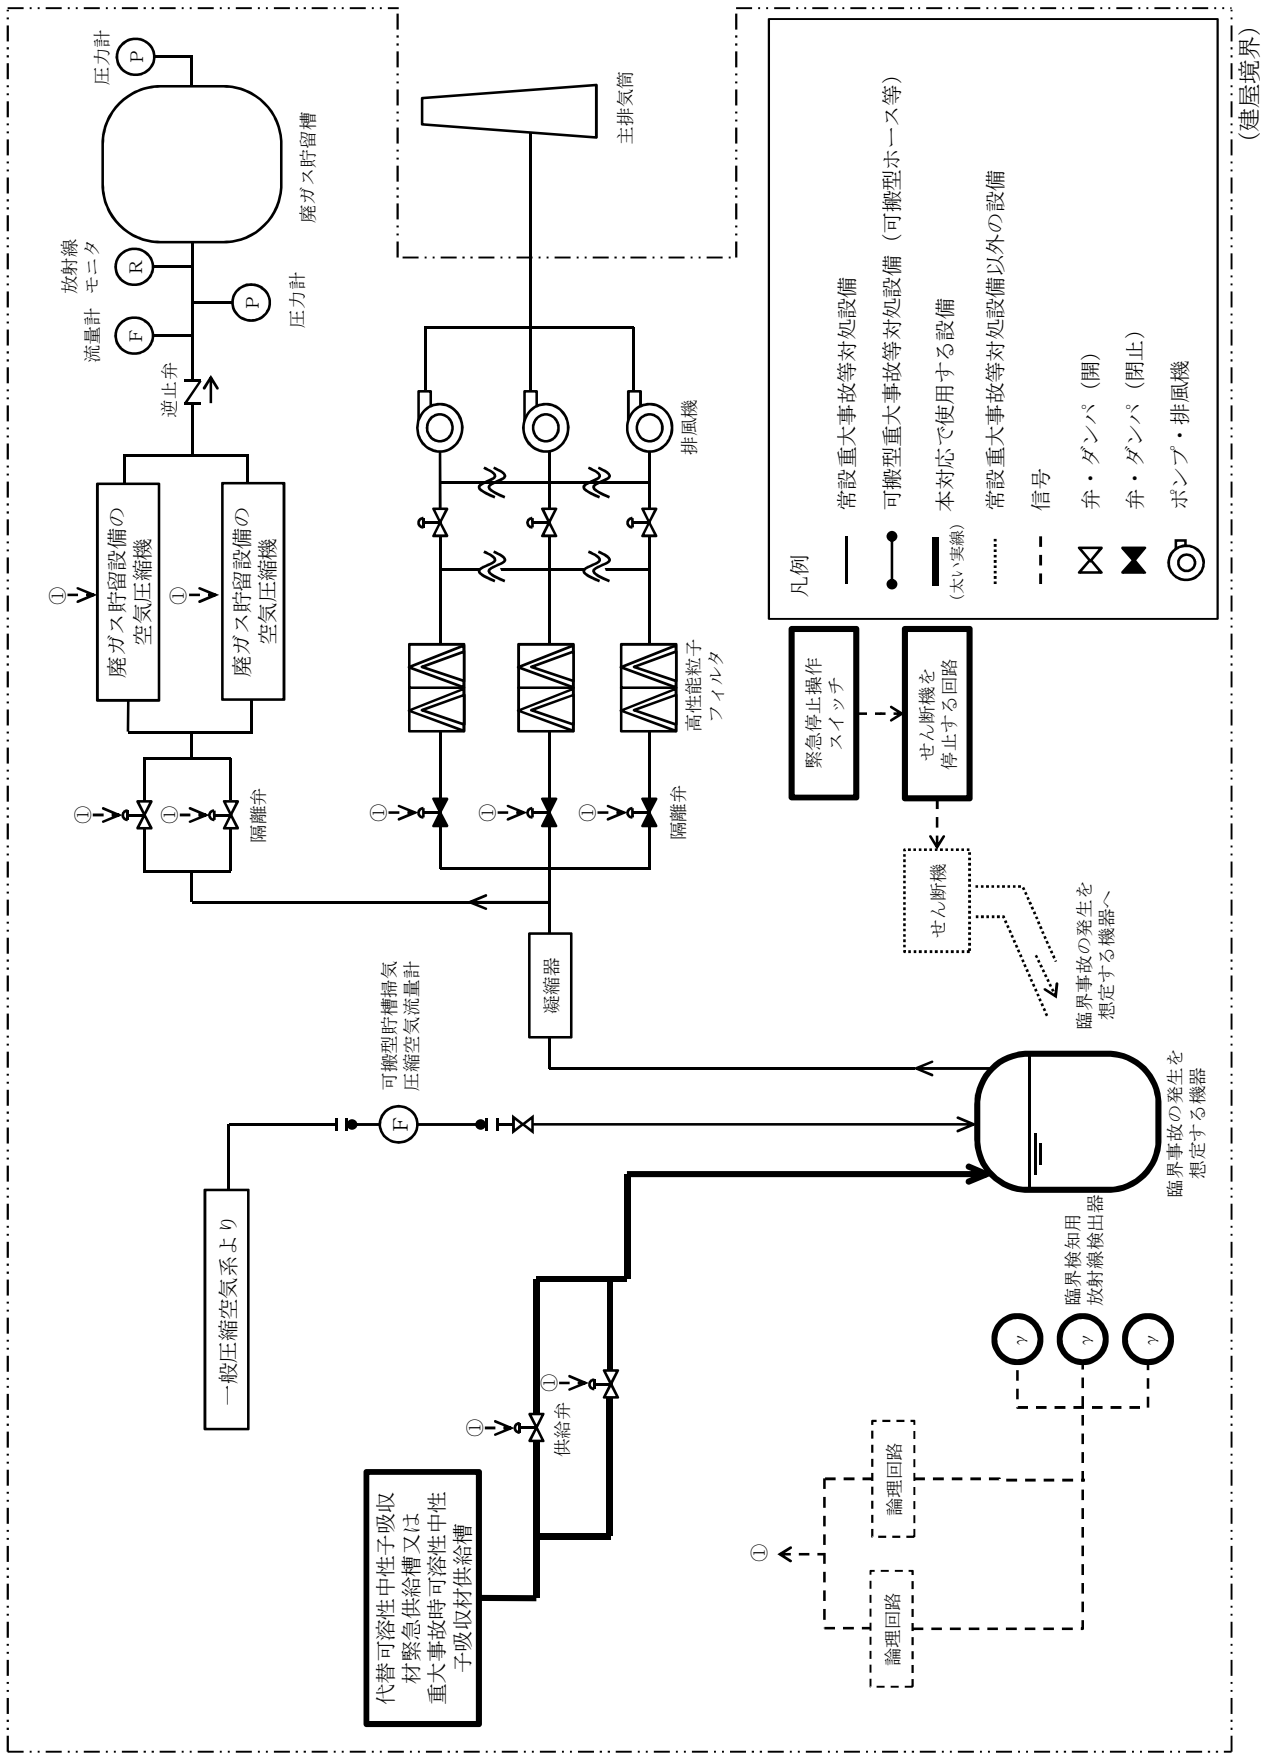 代替可溶性中性子吸収
材緊急供給槽又は
重大事故時可溶性中性
子吸収材供給槽
一般圧縮空気系より
①
①
供給弁
可搬型貯槽掃気
圧縮空気流量計
F
凝縮器
①
①
隔離弁
①
廃ガス貯留設備の
空気圧縮機
①
廃ガス貯留設備の
空気圧縮機
逆止弁
流量計
F
放射線
モニタ
R
P
圧力計
廃ガス貯留槽
圧力計
P
①
①
①
隔離弁
高性能粒子
フィルタ
排風機
主排気筒
①
論理回路
論理回路
γ
γ
γ
臨界検知用
放射線検出器
臨界事故の発生を
想定する機器
緊急停止操作
スイッチ
せん断機を
停止する回路
せん断機
臨界事故の発生を
想定する機器へ
凡例
常設重大事故等対処設備
可搬型重大事故等対処設備（可搬型ホース等）
本対応で使用する設備
（太い実線）
常設重大事故等対処設備以外の設備
信号
弁・ダンパ（開）
弁・ダンパ（閉止）
ポンプ・排風機
（建屋境界）